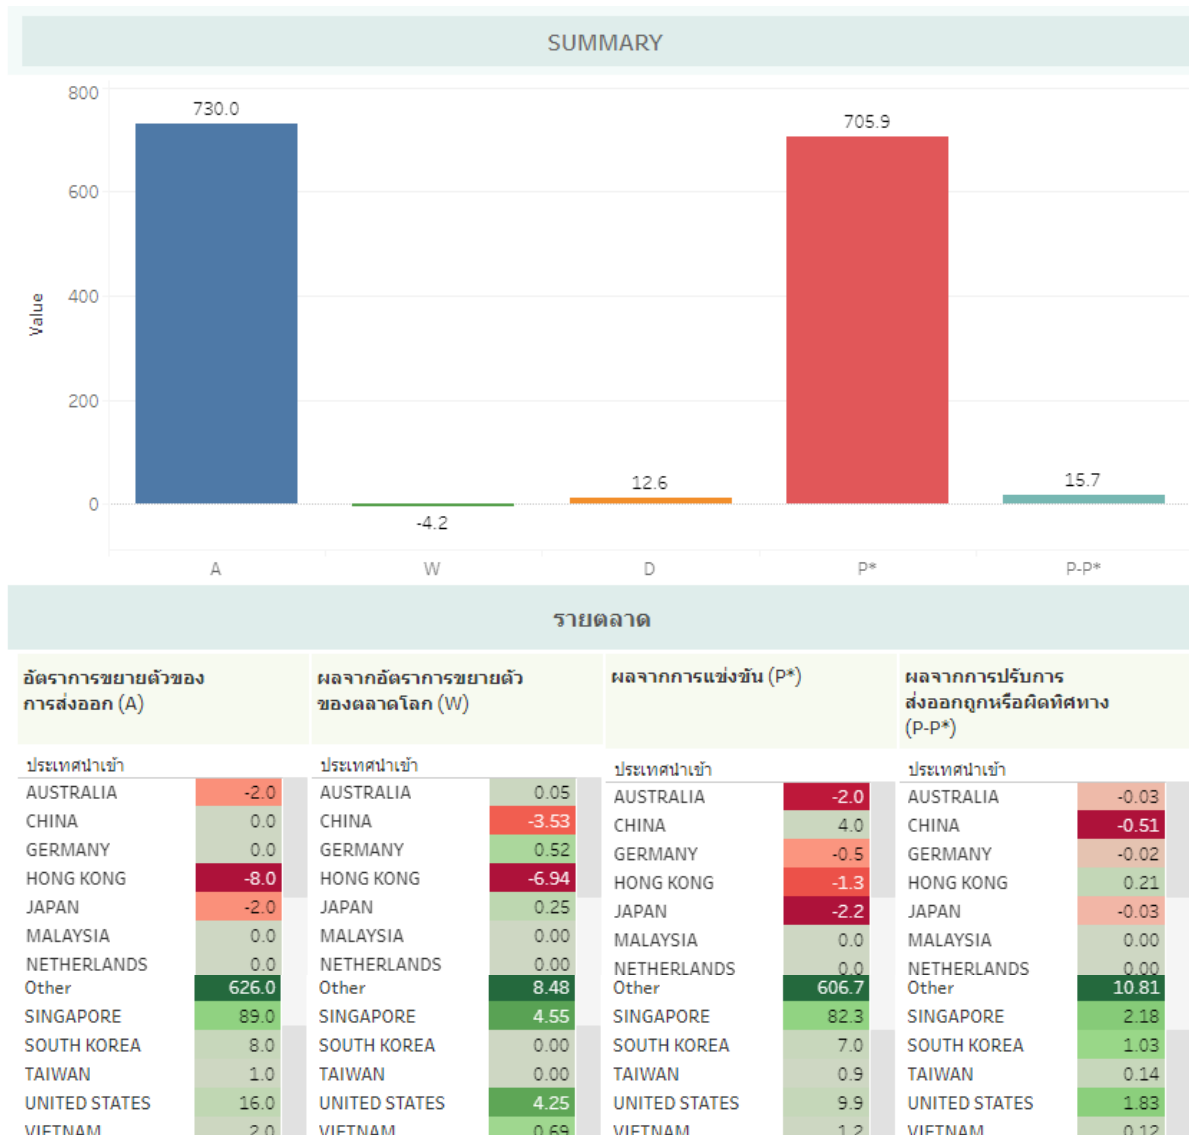 SUMMARY
800
730.0
705.9
600
400
Value
200
12.6
15.7
0
-4.2
A W D P* P-P*
รายตลาด
อัตราการขยายตัวของ
การส่งออก (A)
ผลจากอัตราการขยายตัว
ของตลาดโลก (W)
ผลจากการแข่งขัน (P*)
ผลจากการปรับการ
ส่งออกถูกหรือผิดทิศทาง
(P-P*)
ประเทศนำเข้า ประเทศนำเข้า ประเทศนำเข้า ประเทศนำเข้า
AUSTRALIA -2.0 AUSTRALIA 0.05 AUSTRALIA -2.0 AUSTRALIA -0.03
CHINA 0.0 CHINA -3.53 CHINA 4.0 CHINA -0.51
GERMANY 0.0 GERMANY 0.52 GERMANY -0.5 GERMANY -0.02
HONG KONG -8.0 HONG KONG -6.94 HONG KONG -1.3 HONG KONG 0.21
JAPAN -2.0 JAPAN 0.25 JAPAN -2.2 JAPAN -0.03
MALAYSIA 0.0 MALAYSIA 0.00 MALAYSIA 0.0 MALAYSIA 0.00
NETHERLANDS 0.0 NETHERLANDS 0.00 NETHERLANDS 0.0 NETHERLANDS 0.00
Other 626.0 Other 8.48 Other 606.7 Other 10.81
SINGAPORE 89.0 SINGAPORE 4.55 SINGAPORE 82.3 SINGAPORE 2.18
SOUTH KOREA 8.0 SOUTH KOREA 0.00 SOUTH KOREA 7.0 SOUTH KOREA 1.03
TAIWAN 1.0 TAIWAN 0.00 TAIWAN 0.9 TAIWAN 0.14
UNITED STATES 16.0 UNITED STATES 4.25 UNITED STATES 9.9 UNITED STATES 1.83
VIETNAM 2.0 VIETNAM 0.69 VIETNAM 1.2 VIETNAM 0.12